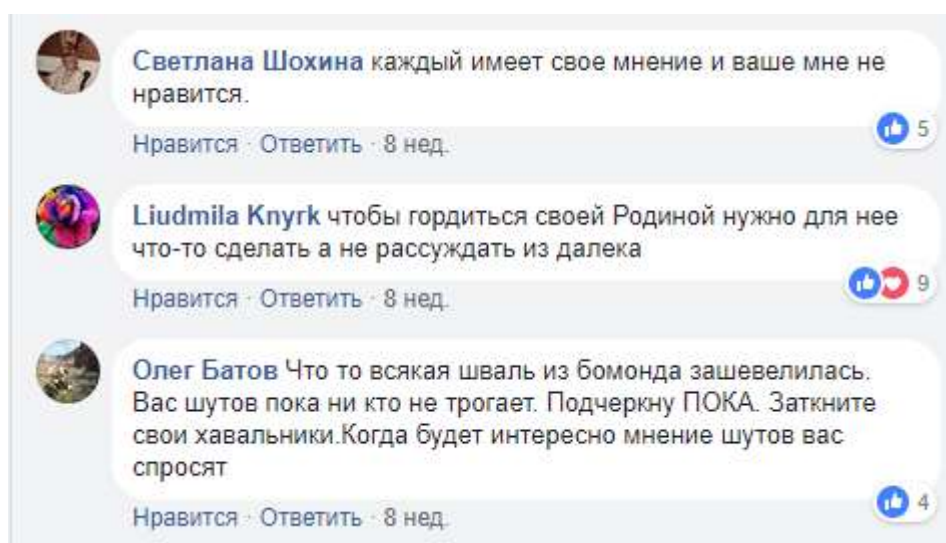 Светлана Шохина каждый имеет свое мнение и ваше мне не
нравится.
5
Нравится · Ответить · 8 нед.
Liudmila Knyrk чтобы гордиться своей Родиной нужно для нее
что-то сделать а не рассуждать из далека
9
Нравится · Ответить · 8 нед.
Олег Батов Что то всякая шваль из бомонда зашевелилась.
Вас шутов пока ни кто не трогает. Подчеркну ПОКА. Заткните
свои хавальники.Когда будет интересно мнение шутов вас
спросят
4
Нравится · Ответить · 8 нед.